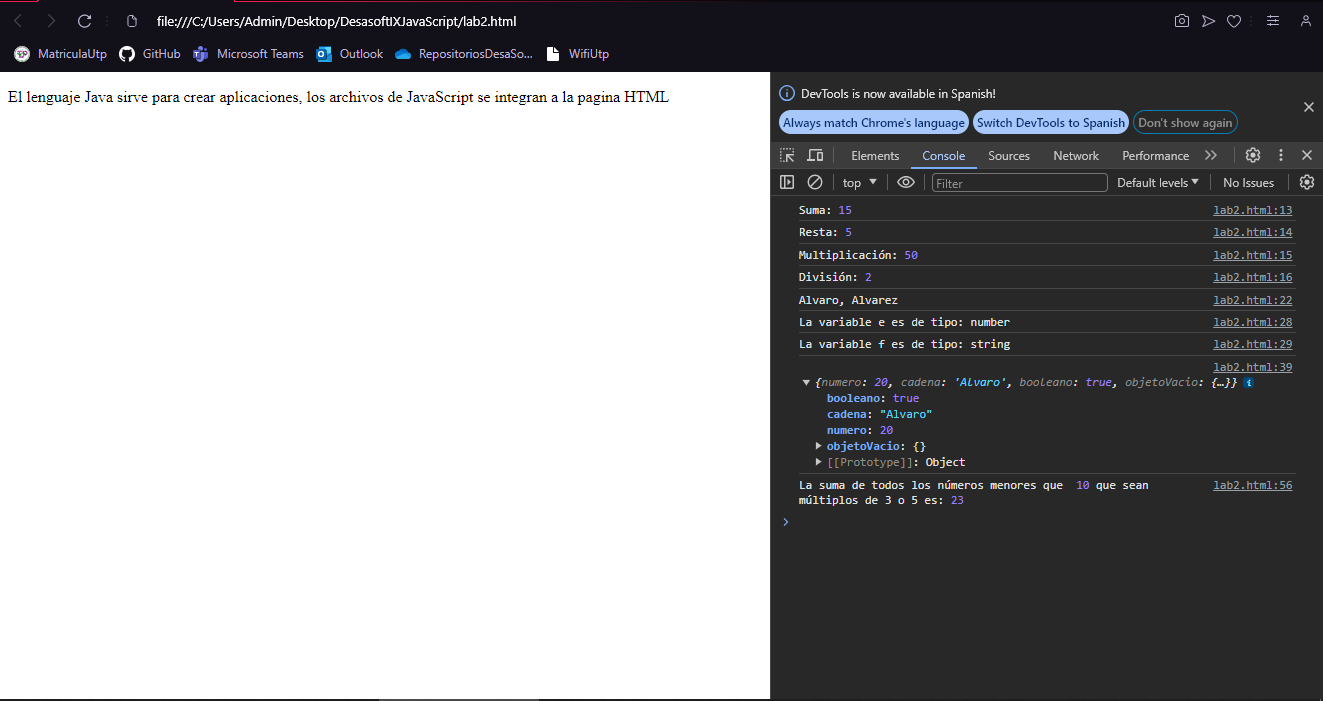 file:///C:/Users/Admin/Desktop/DesasoftIXJavaScript/lab2.html
MatriculaUtp GitHub Microsoft Teams Outlook RepositoriosDesaSo... WifiUtp
El lenguaje Java sirve para crear aplicaciones, los archivos de JavaScript se integran a la pagina HTML
DevTools is now available in Spanish!
Always match Chrome's language Switch DevTools to Spanish Don't show again
Elements Console Sources Network Performance
top Filter Default levels No Issues
Suma: 15 lab2.html:13
Resta: 5 lab2.html:14
Multiplicación: 50 lab2.html:15
División: 2 lab2.html:16
Alvaro, Alvarez lab2.html:22
La variable e es de tipo: number lab2.html:28
La variable f es de tipo: string lab2.html:29
lab2.html:39
{numero: 20, cadena: 'Alvaro', booleano: true, objetoVacio: {…}}
booleano: true
cadena: "Alvaro"
numero: 20
objetoVacio: {}
[[Prototype]]: Object
La suma de todos los números menores que  10 que sean lab2.html:56
múltiplos de 3 o 5 es: 23